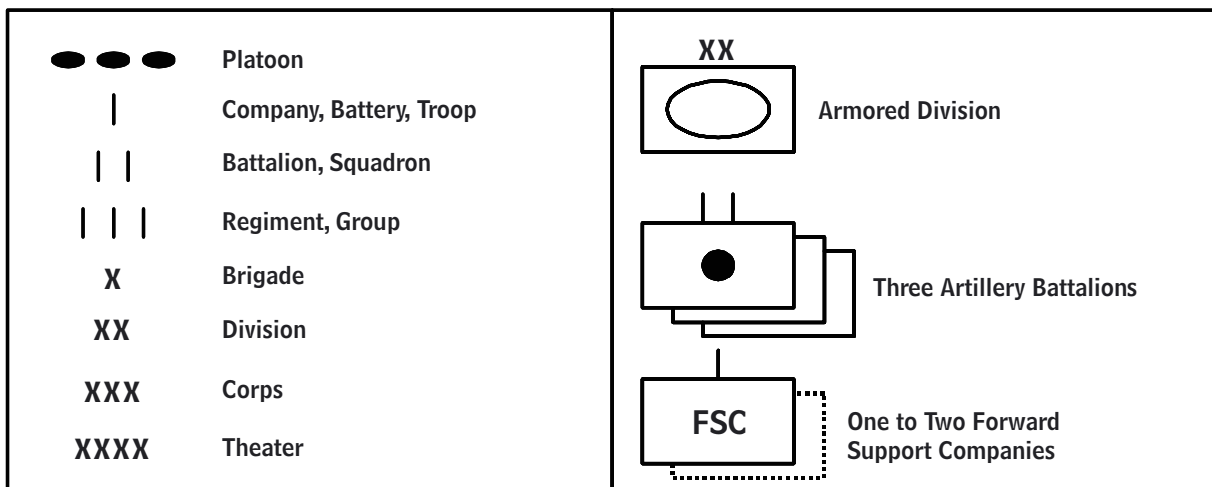 Platoon
Company, Battery, Troop
Battalion, Squadron
Regiment, Group
X Brigade
XX Division
XXX Corps
XXXX Theater
XX
Armored Division
Three Artillery Battalions
FSC
One to Two Forward
Support Companies